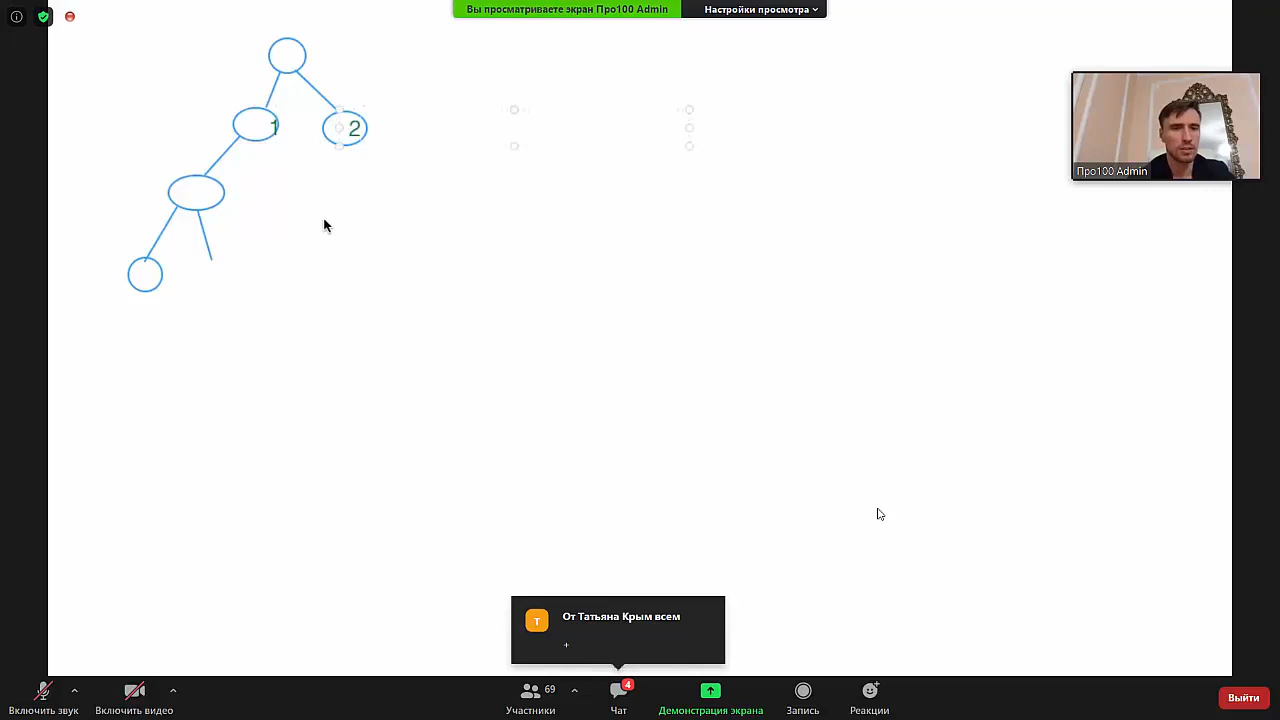 Вы просматриваете экран Про100 Admin
Настройки просмотра
1
2
Про100 Admin
Т
От Татьяна Крым всем
+
69
4
Включить звук
Включить видео
Участники
Чат
Демонстрация экрана
Запись
Реакции
Выйти